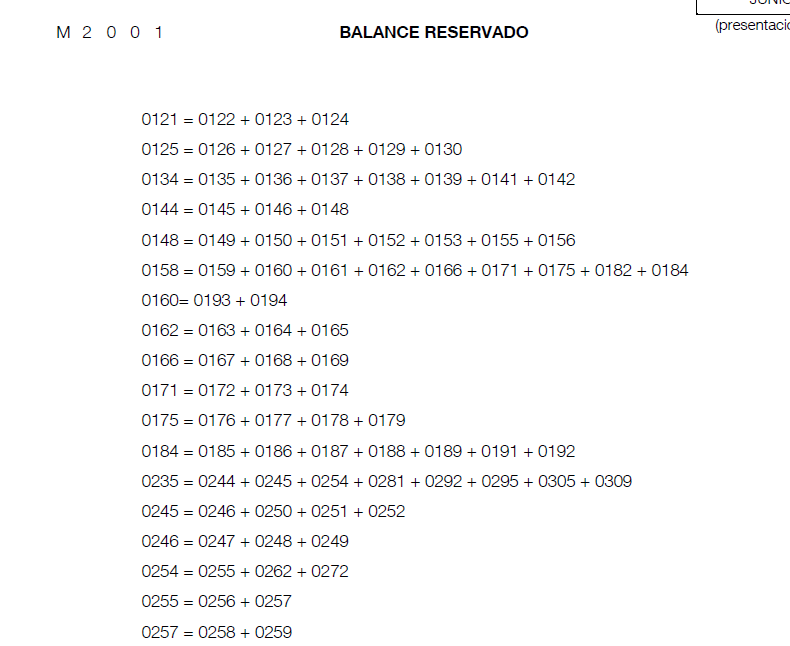 M 2 0 0 1
BALANCE RESERVADO
0121 = 0122 + 0123 + 0124
0125 = 0126 + 0127 + 0128 + 0129 + 0130
0134 = 0135 + 0136 + 0137 + 0138 + 0139 + 0141 + 0142
0144 = 0145 + 0146 + 0148
0148 = 0149 + 0150 + 0151 + 0152 + 0153 + 0155 + 0156
0158 = 0159 + 0160 + 0161 + 0162 + 0166 + 0171 + 0175 + 0182 + 0184
0160= 0193 + 0194
0162 = 0163 + 0164 + 0165
0166 = 0167 + 0168 + 0169
0171 = 0172 + 0173 + 0174
0175 = 0176 + 0177 + 0178 + 0179
0184 = 0185 + 0186 + 0187 + 0188 + 0189 + 0191 + 0192
0235 = 0244 + 0245 + 0254 + 0281 + 0292 + 0295 + 0305 + 0309
0245 = 0246 + 0250 + 0251 + 0252
0246 = 0247 + 0248 + 0249
0254 = 0255 + 0262 + 0272
0255 = 0256 + 0257
0257 = 0258 + 0259